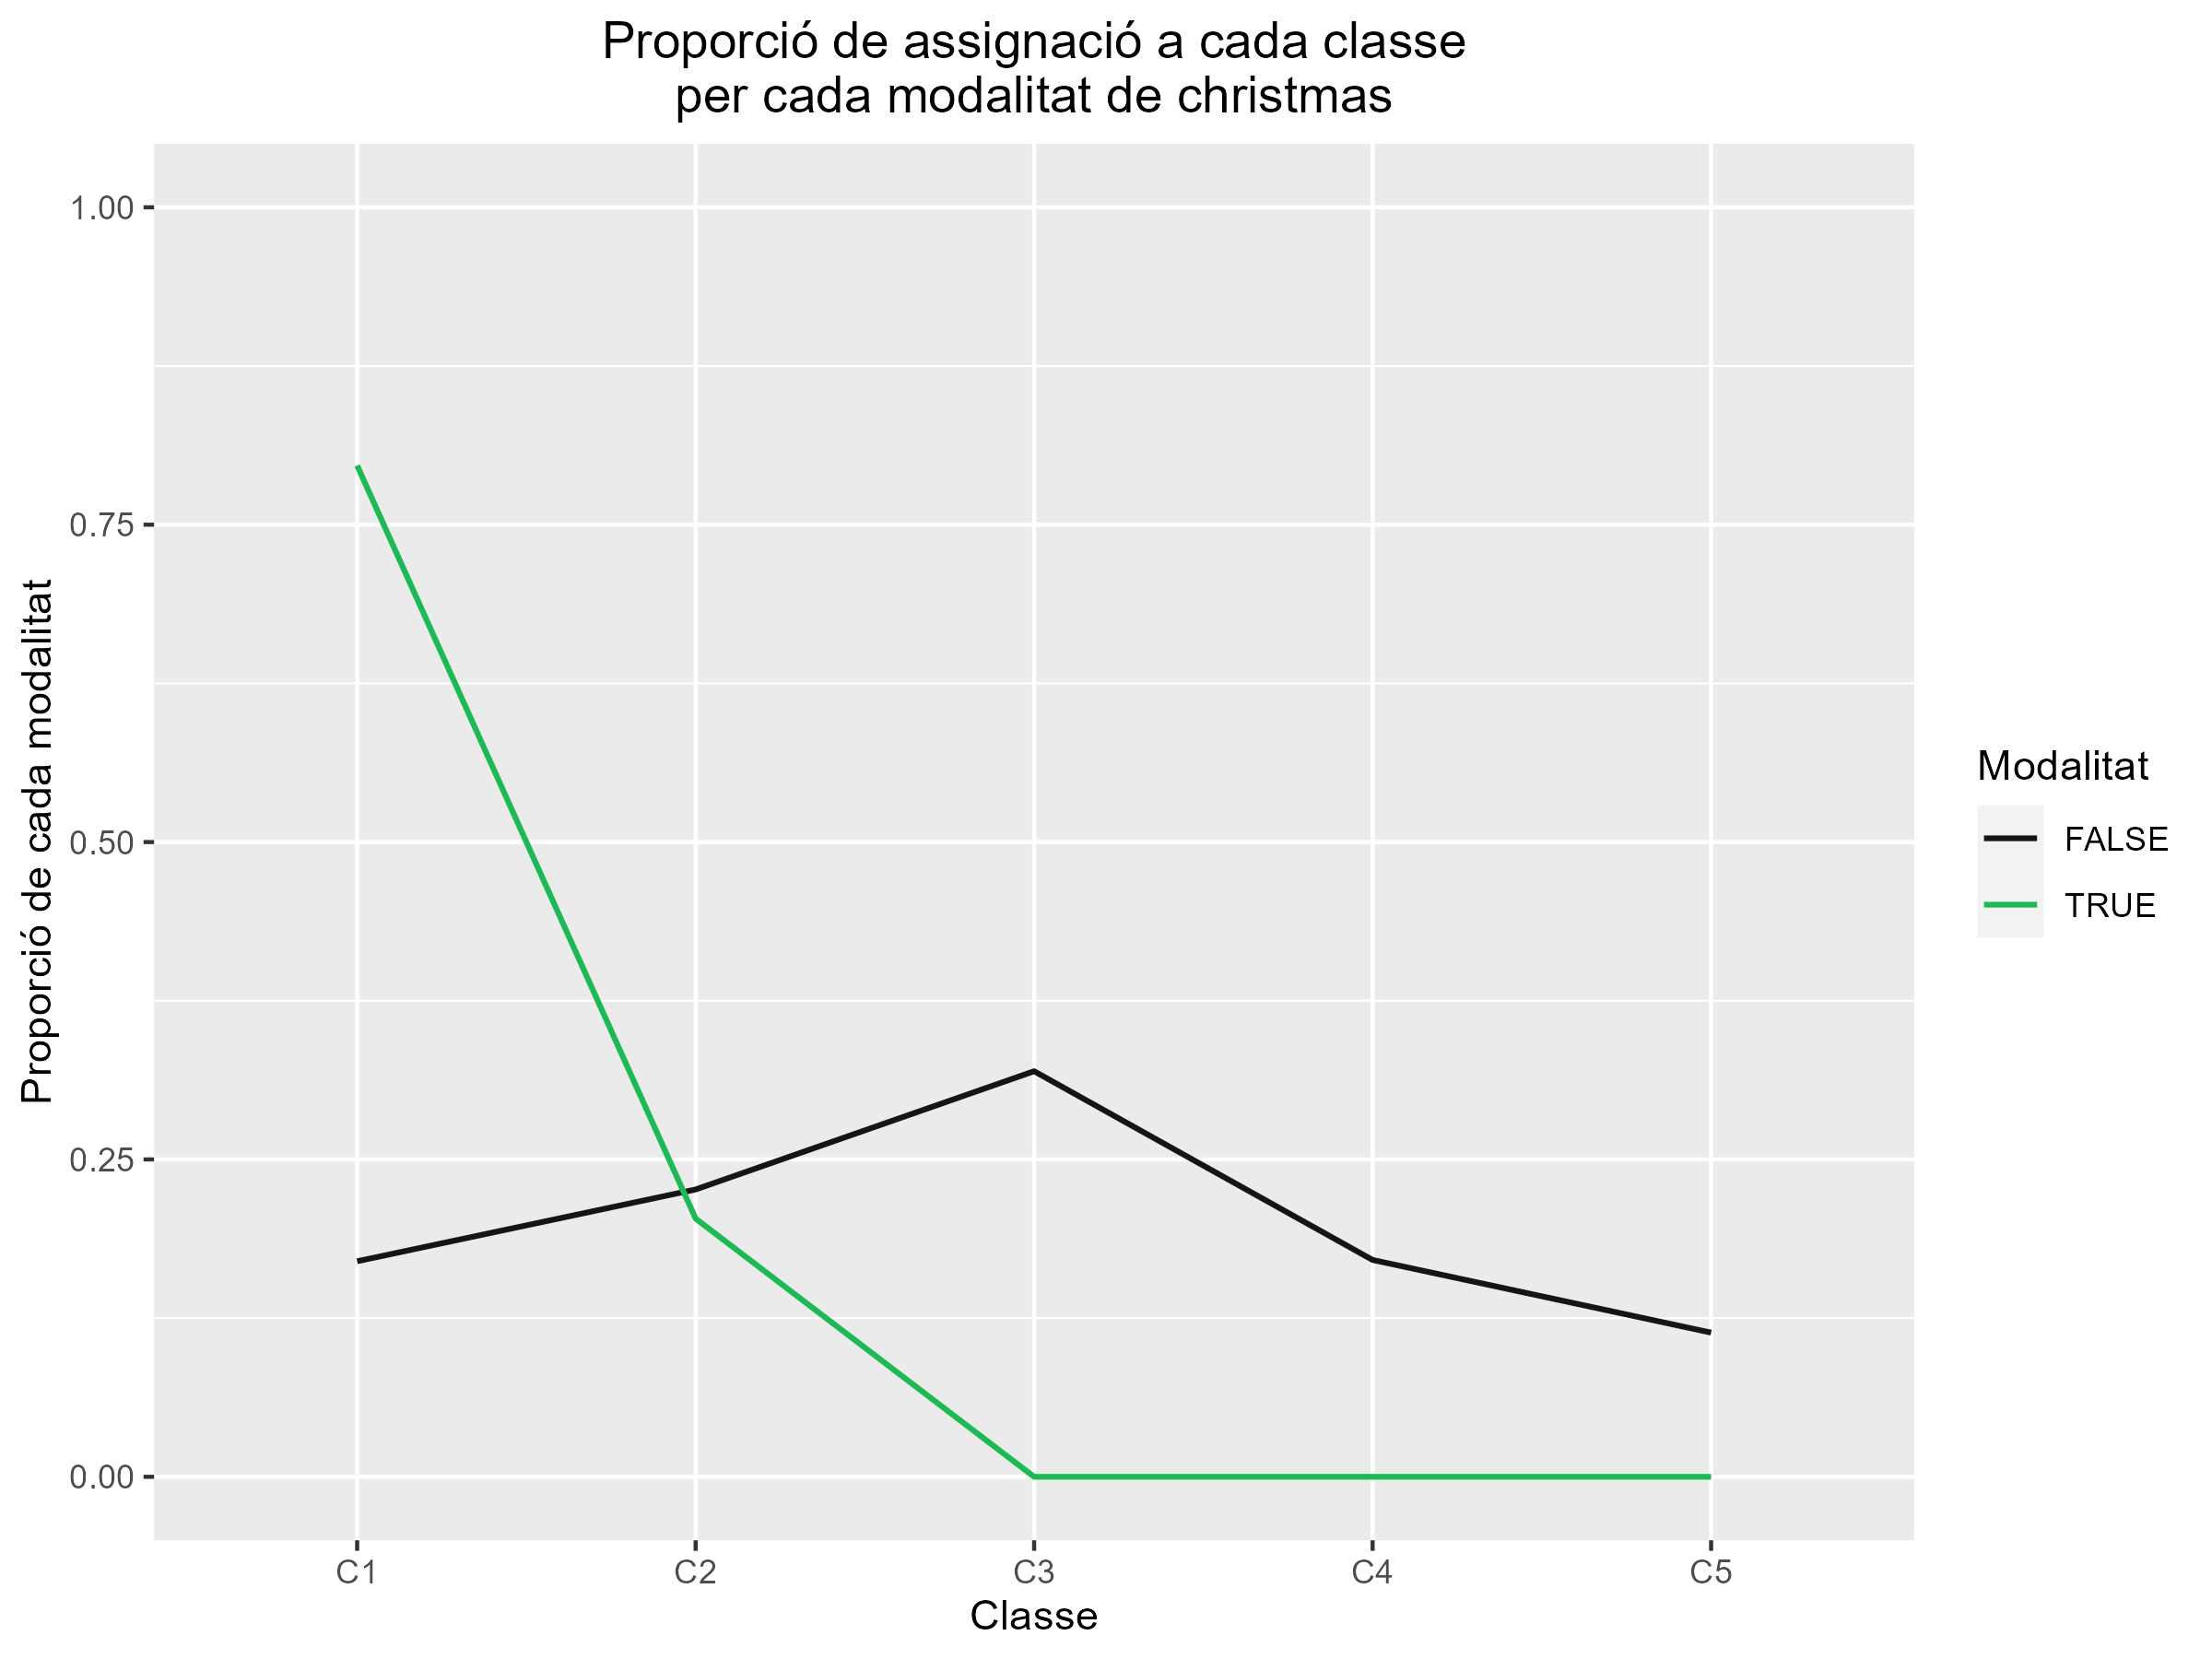 Proporció de assignació a cada classe
per cada modalitat de christmas
Proporció de cada modalitat
1.00
0.75
0.50
0.25
0.00
C1
C2
C3
C4
C5
Classe
Modalitat
FALSE
TRUE